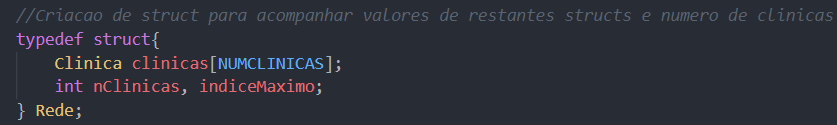 //Criacao de struct para acompanhar valores de restantes structs e numero de clinicas
typedef struct{
    Clinica clinicas[NUMCLINICAS];
    int nClinicas, indiceMaximo;
} Rede;